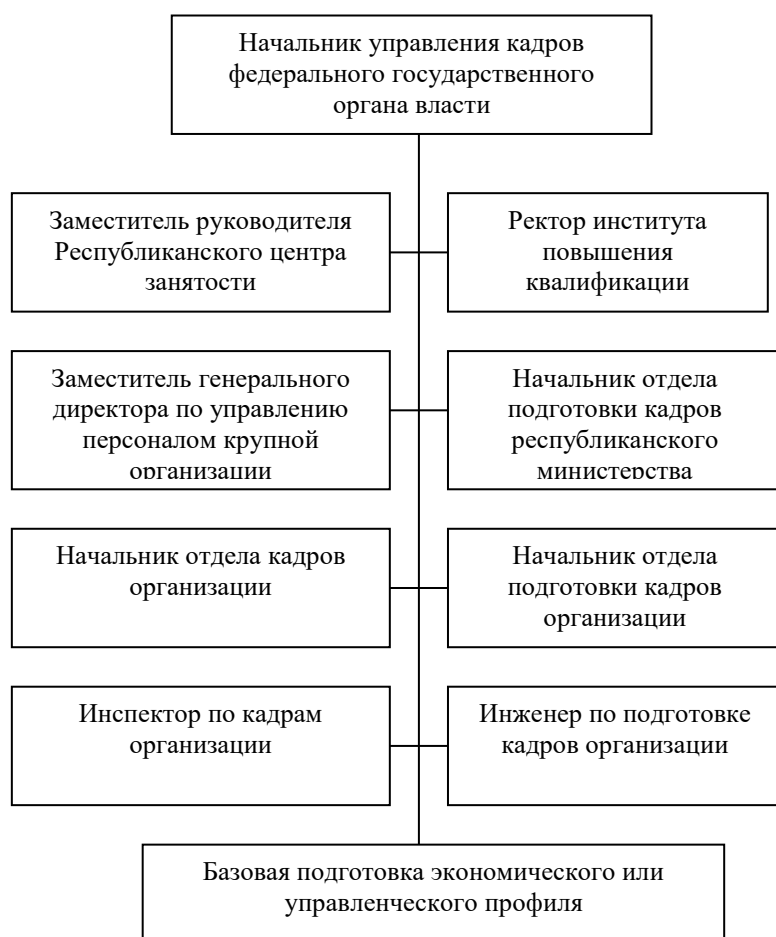 Начальник управления кадров
федерального государственного
органа власти
Заместитель руководителя
Республиканского центра
занятости
Ректор института
повышения
квалификации
Заместитель генерального
директора по управлению
персоналом крупной
организации
Начальник отдела
подготовки кадров
республиканского
министерства
Начальник отдела кадров
организации
Начальник отдела
подготовки кадров
организации
Инспектор по кадрам
организации
Инженер по подготовке
кадров организации
Базовая подготовка экономического или
управленческого профиля